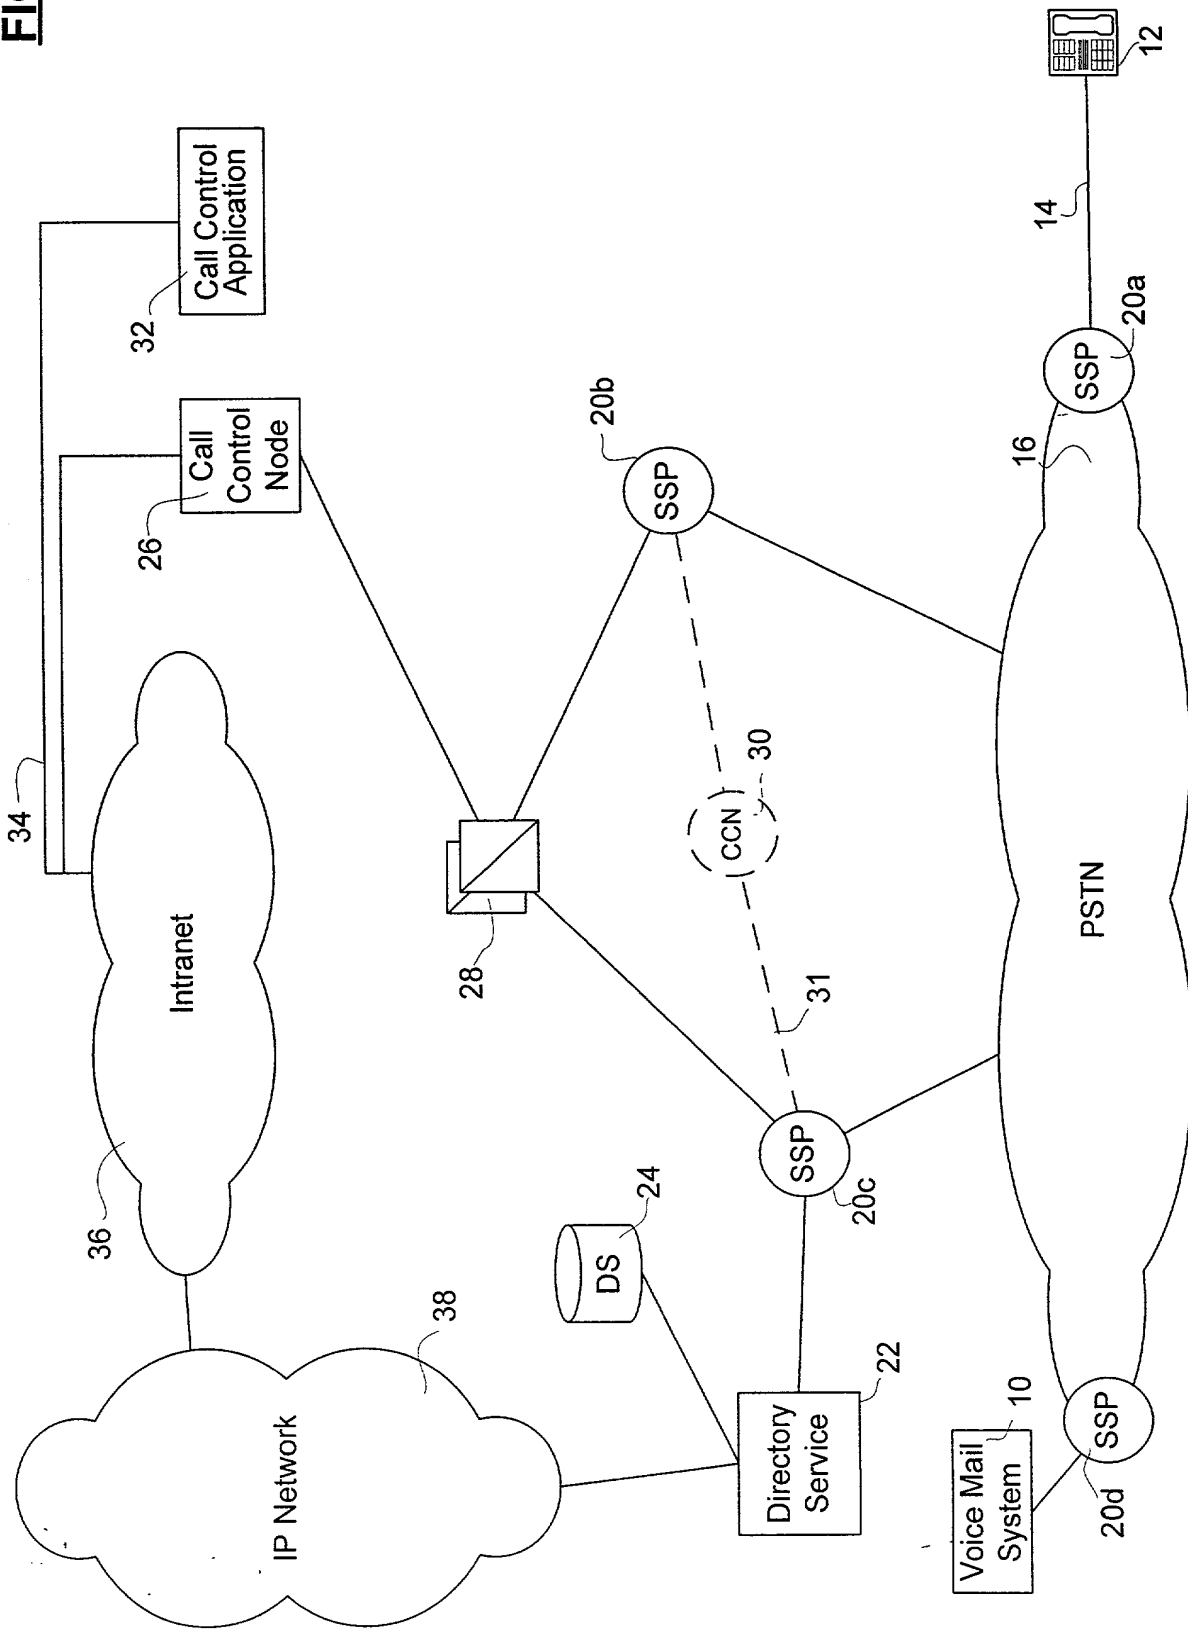 34
36
32
26
Intranet
Call Control
Application
Call
Control
Node
IP Network
38
28
20b
DS
24
SSP
CCN
30
Directory
Service
SSP
31
20c
22
Voice Mail
System
10
16
14
SSP
PSTN
SSP
20d
20a
12